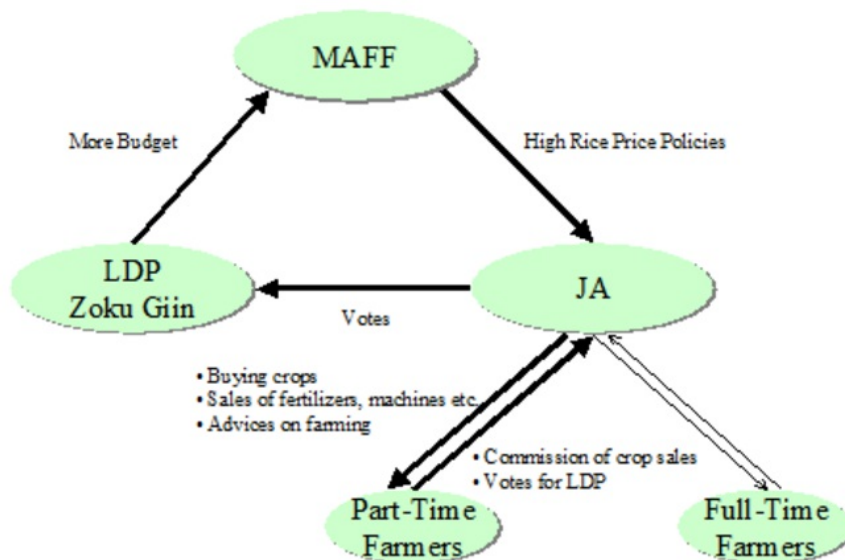 MAFF
More Budget
High Rice Price Policies
LDP
Zoku Giin
JA
Votes
• Buying crops
• Sales of fertilizers, machines etc.
• Advices on farming
• Commission of crop sales
• Votes for LDP
Part-Time
Farmers
Full-Time
Farmers